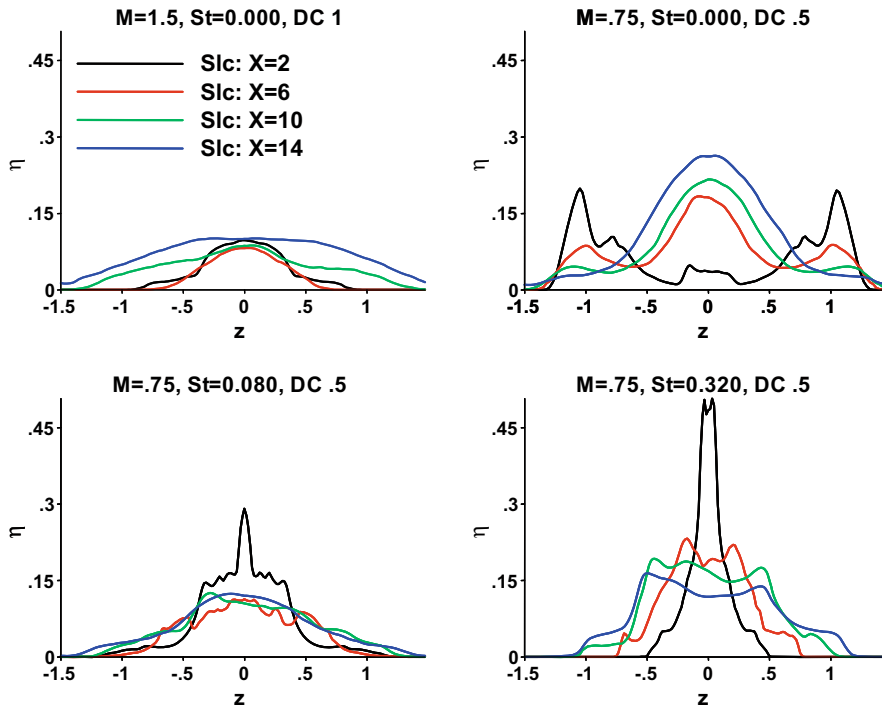 M=1.5, St=0.000, DC 1
.45
.3
.15
0
η
-1.5 -1 -.5 0 .5 1
z
Slc: X=2
Slc: X=6
Slc: X=10
Slc: X=14
M=.75, St=0.000, DC .5
.45
.3
.15
0
η
-1.5 -1 -.5 0 .5 1
z
M=.75, St=0.080, DC .5
.45
.3
.15
0
η
-1.5 -1 -.5 0 .5 1
z
M=.75, St=0.320, DC .5
.45
.3
.15
0
η
-1.5 -1 -.5 0 .5 1
z